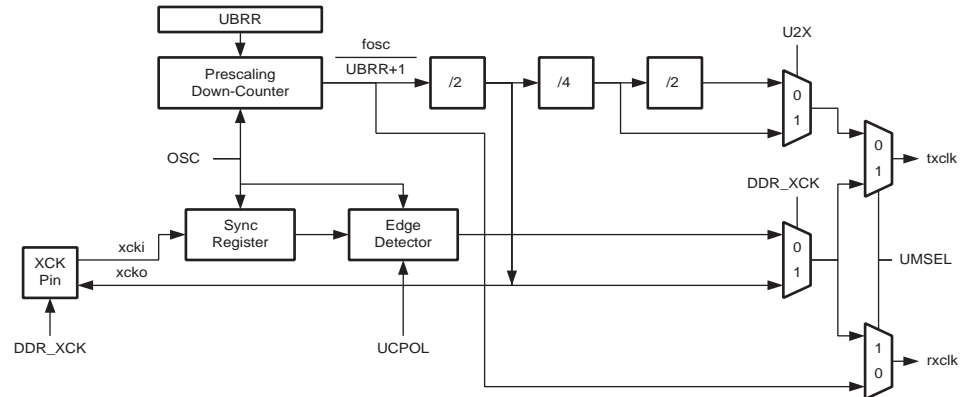 UBRR
fosc
U2X
Prescaling
Down-Counter
UBRR+1
/2
/4
/2
0
1
OSC
0
1
txclk
DDR_XCK
xcki
Sync
Register
Edge
Detector
0
1
XCK
Pin
xcko
UMSEL
DDR_XCK
UCPOL
1
0
rxclk